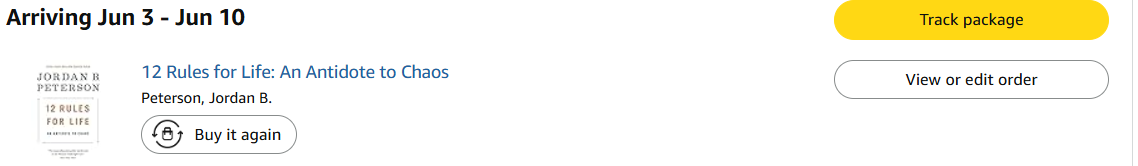 Arriving Jun 3 - Jun 10
Track package
12 Rules for Life: An Antidote to Chaos
View or edit order
Peterson, Jordan B.
Buy it again
JORDAN B
PETERSON
12 RULES
FOR LIFE
AN ANTIDOTE TO CHAOS